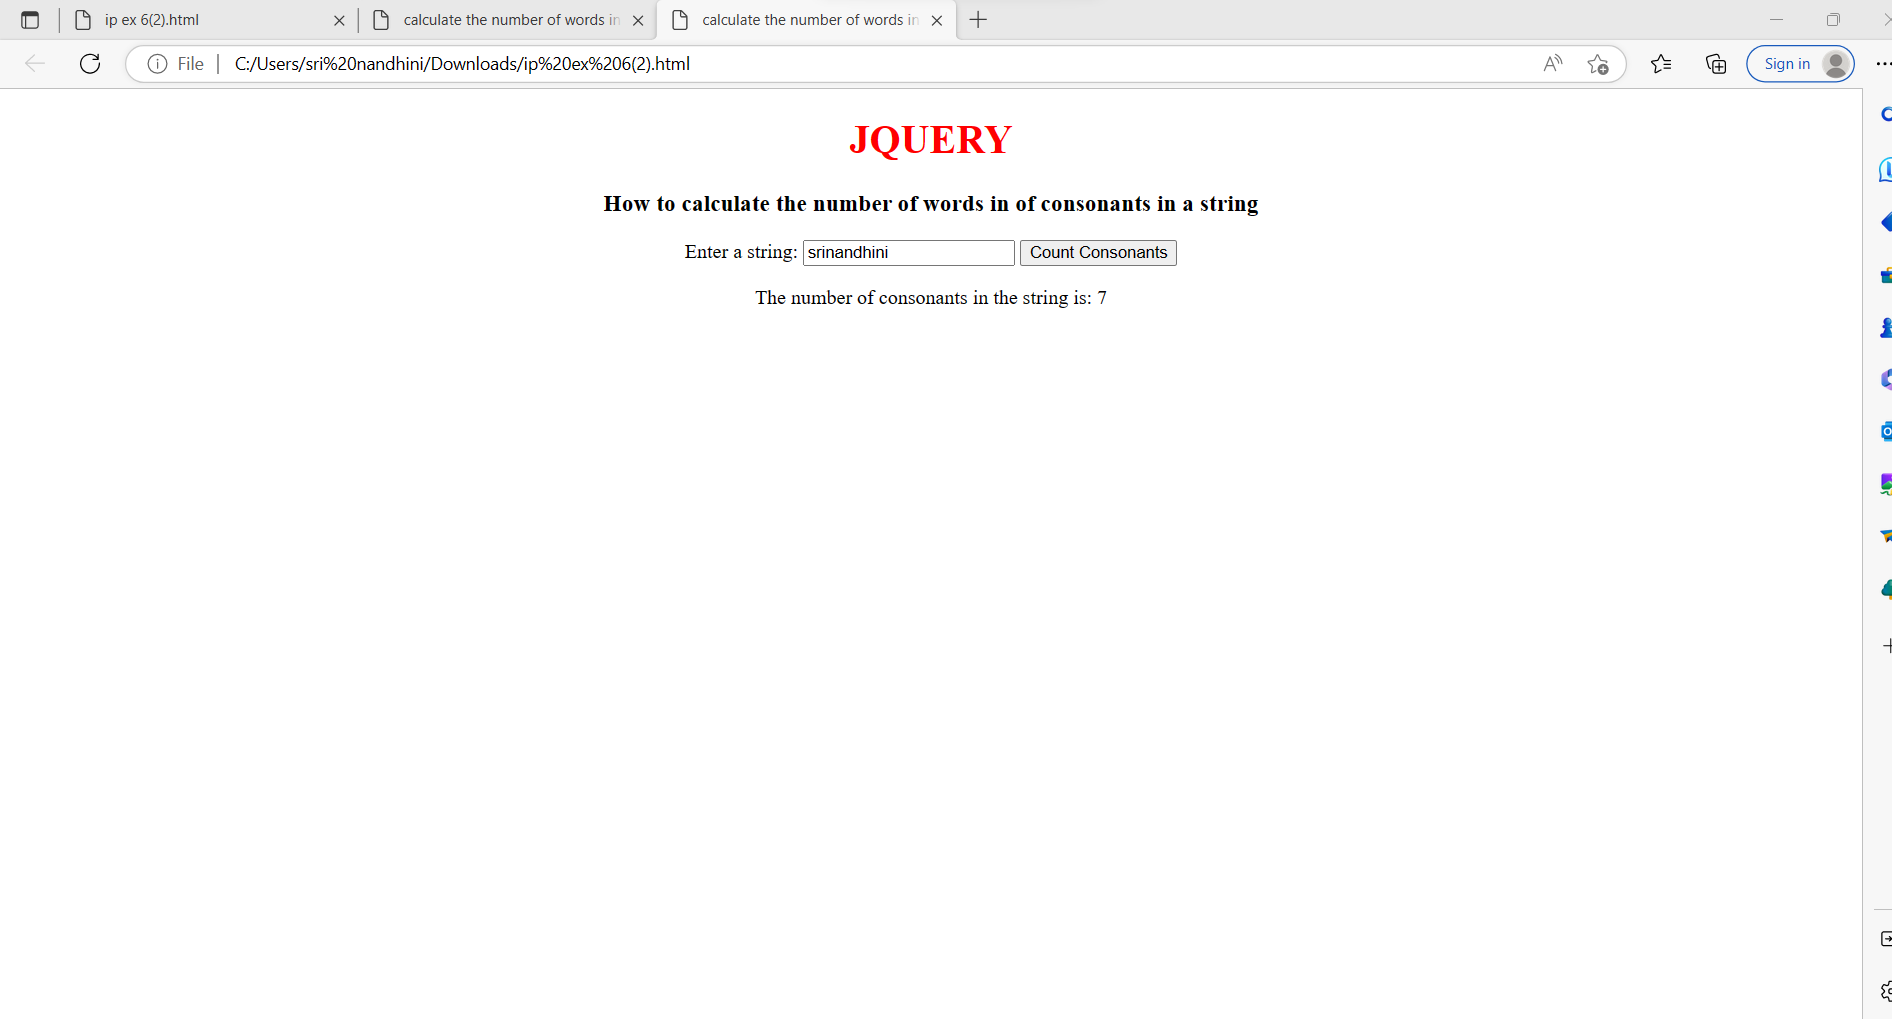 ip ex 6(2).html
calculate the number of words in
calculate the number of words in
File
C:/Users/sri%20nandhini/Downloads/ip%20ex%206(2).html
Sign in
JQUERY
How to calculate the number of words in of consonants in a string
Enter a string: srinandhini Count Consonants
The number of consonants in the string is: 7